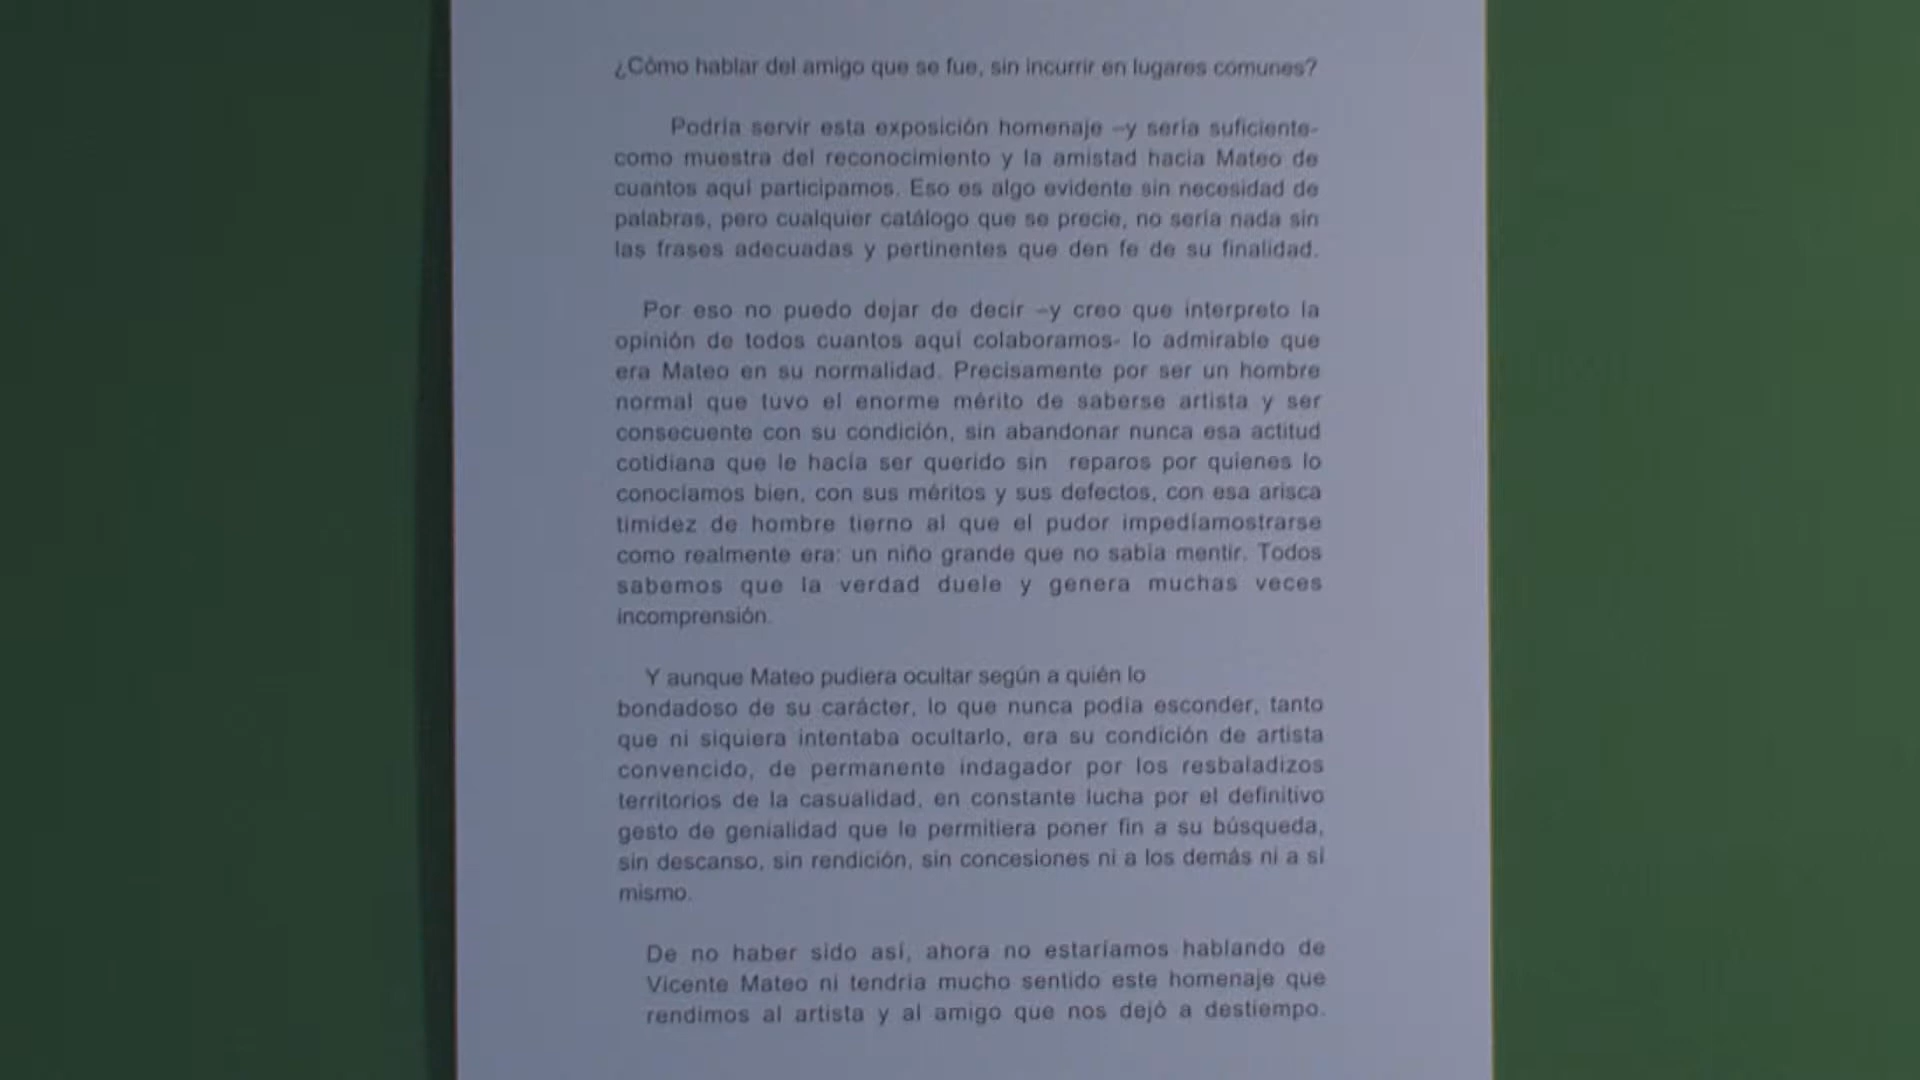 ¿Cómo hablar del amigo que se fue, sin incurrir en lugares comunes?
Podría servir esta exposición homenaje –y sería suficiente-
como muestra del reconocimiento y la amistad hacia Mateo de
cuantos aquí participamos. Eso es algo evidente sin necesidad de
palabras, pero cualquier catálogo que se precie, no sería nada sin
las frases adecuadas y pertinentes que den fe de su finalidad.
Por eso no puedo dejar de decir –y creo que interpreto la
opinión de todos cuantos aquí colaboramos- lo admirable que
era Mateo en su normalidad. Precisamente por ser un hombre
normal que tuvo el enorme mérito de saberse artista y ser
consecuente con su condición, sin abandonar nunca esa actitud
cotidiana que le hacía ser querido sin reparos por quienes lo
conocíamos bien, con sus méritos y sus defectos, con esa arisca
timidez de hombre tierno al que el pudor impedíamostrarse
como realmente era: un niño grande que no sabía mentir. Todos
sabemos que la verdad duele y genera muchas veces
incomprensión.
Y aunque Mateo pudiera ocultar según a quién lo
bondadoso de su carácter, lo que nunca podía esconder, tanto
que ni siquiera intentaba ocultarlo, era su condición de artista
convencido, de permanente indagador por los resbaladizos
territorios de la casualidad, en constante lucha por el definitivo
gesto de genialidad que le permitiera poner fin a su búsqueda,
sin descanso, sin rendición, sin concesiones ni a los demás ni a sí
mismo.
De no haber sido así, ahora no estaríamos hablando de
Vicente Mateo ni tendría mucho sentido este homenaje que
rendimos al artista y al amigo que nos dejó a destiempo.